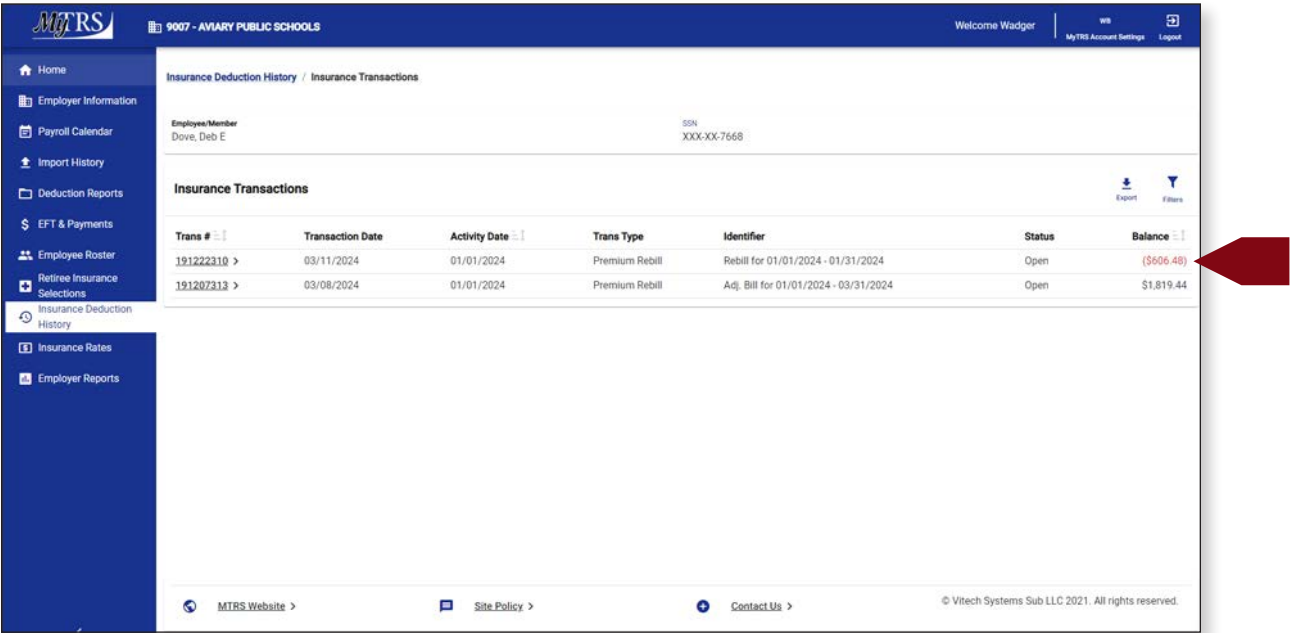 MyTRS
9007 - AVIARY PUBLIC SCHOOLS
Welcome Wadger
WB
MyTRS Account Settings
Logout
Home
Employer Information
Payroll Calendar
Import History
Deduction Reports
EFT & Payments
Employee Roster
Retiree Insurance
Selections
Insurance Deduction
History
Insurance Rates
Employer Reports
Insurance Deduction History / Insurance Transactions
Employee/Member
Dove, Deb E
SSN
XXX-XX-7668
Insurance Transactions
Export
Filters
Trans # Transaction Date Activity Date Trans Type Identifier Status Balance
191222310 > 03/11/2024 01/01/2024 Premium Rebill Rebill for 01/01/2024 - 01/31/2024 Open ($606.48)
191207313 > 03/08/2024 01/01/2024 Premium Rebill Adj. Bill for 01/01/2024 - 03/31/2024 Open $1,819.44
MTRS Website > Site Policy > Contact Us > © Vitech Systems Sub LLC 2021. All rights reserved.